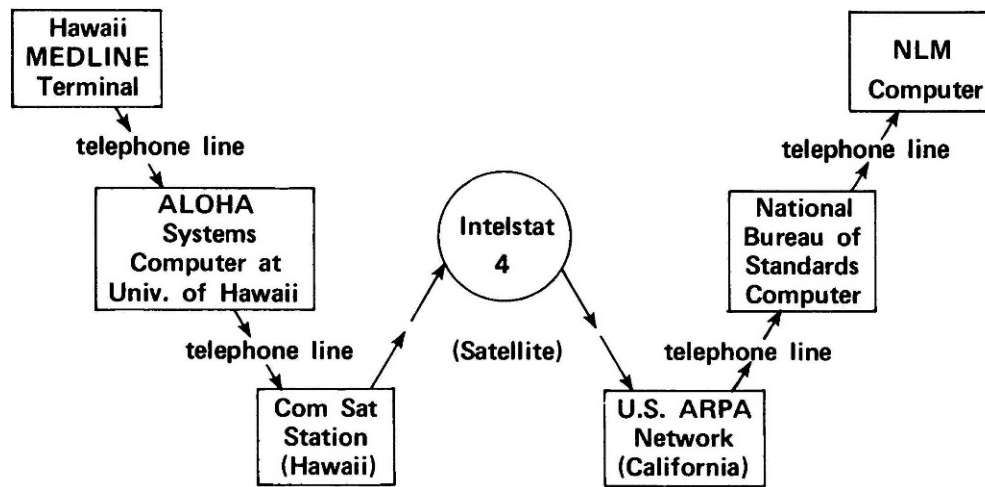 Hawaii
MEDLINE
Terminal
telephone line
ALOHA
Systems
Computer at
Univ. of Hawaii
telephone line
Com Sat
Station
(Hawaii)
Intelstat
4
(Satellite)
U.S. ARPA
Network
(California)
telephone line
National
Bureau of
Standards
Computer
telephone line
NLM
Computer